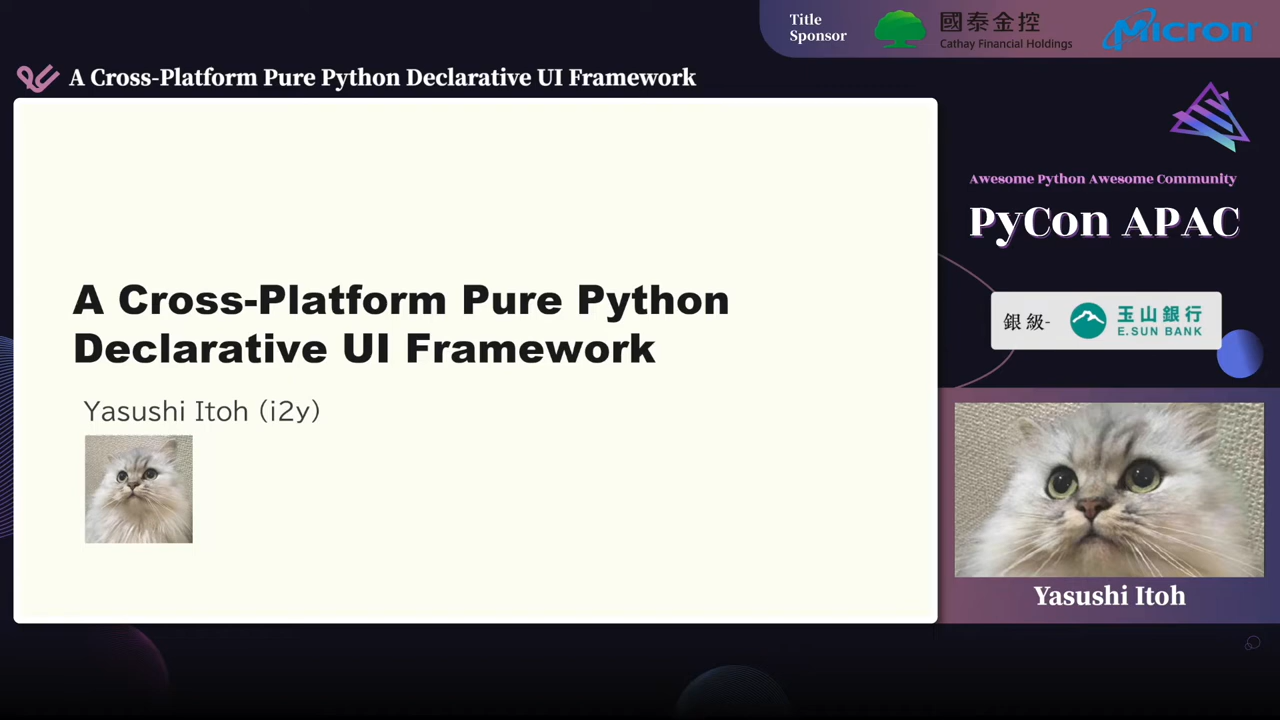 Title
Sponsor
國泰金控
Cathay Financial Holdings
Micron
A Cross-Platform Pure Python Declarative UI Framework
A Cross-Platform Pure Python
Declarative UI Framework
Yasushi Itoh (i2y)
Awesome Python Awesome Community
PyCon APAC
銀級-
玉山銀行
E.SUN BANK
Yasushi Itoh